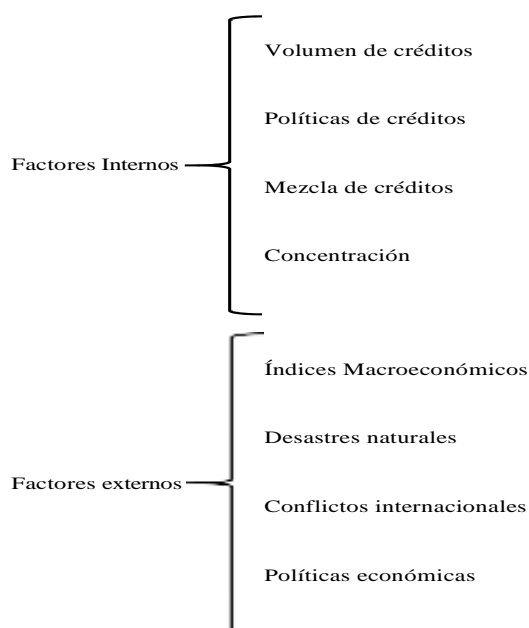 Volumen de créditos
Políticas de créditos
Factores Internos
Mezcla de créditos
Concentración
Índices Macroeconómicos
Desastres naturales
Factores externos
Conflictos internacionales
Políticas económicas